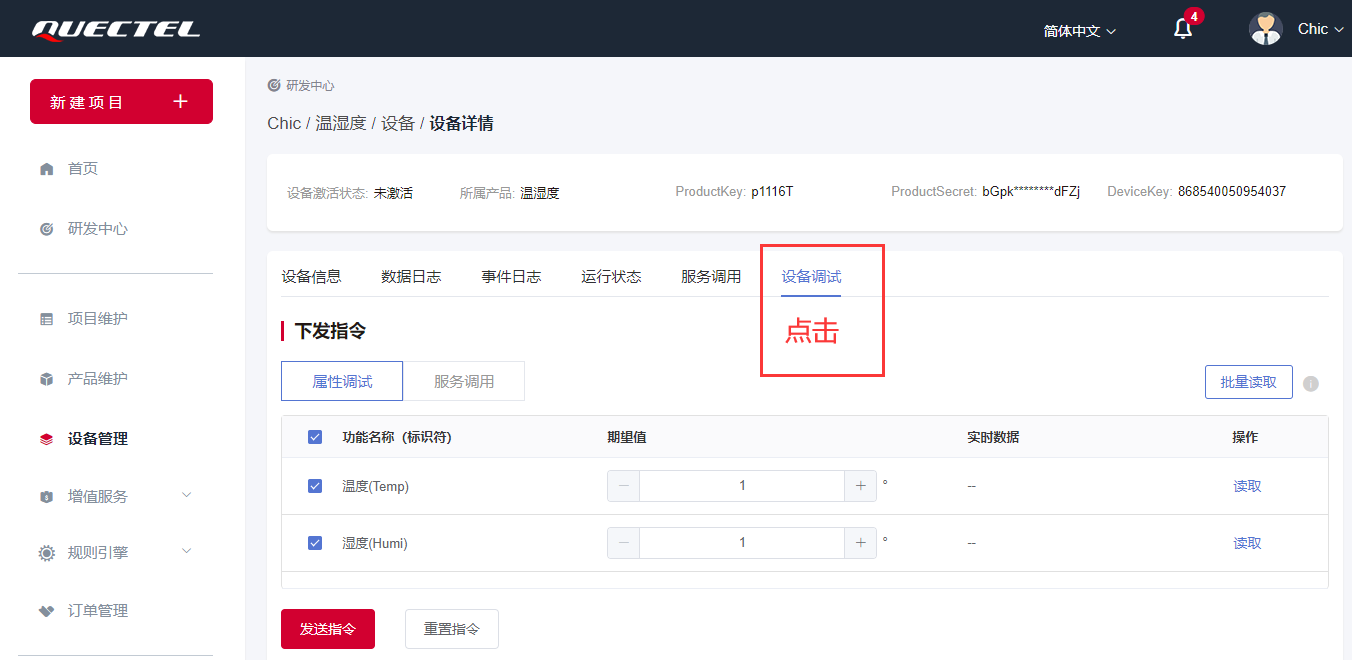 QUECTEL
简体中文
4
Chic
新建项目 +
首页
研发中心
项目维护
产品维护
设备管理
增值服务
规则引擎
订单管理
研发中心
Chic / 温湿度 / 设备 / 设备详情
设备激活状态: 未激活 所属产品: 温湿度 ProductKey: p1116T ProductSecret: bGpk********dFZj DeviceKey: 868540050954037
设备信息 数据日志 事件日志 运行状态 服务调用 设备调试
点击
下发指令
属性调试 服务调用 批量读取
功能名称（标识符) 期望值 实时数据 操作
温度(Temp) － 1 + ° -- 读取
湿度(Humi) － 1 + ° -- 读取
发送指令 重置指令